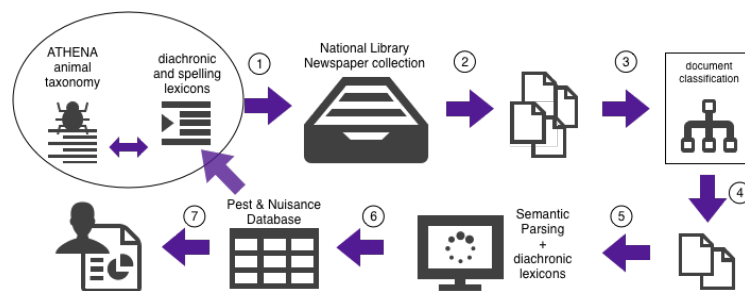 ATHENA
animal
taxonomy
diachronic
and spelling
lexicons
1
National Library
Newspaper collection
2
3
document
classification
4
5
Semantic
Parsing
+
diachronic
lexicons
6
Pest & Nuisance
Database
7